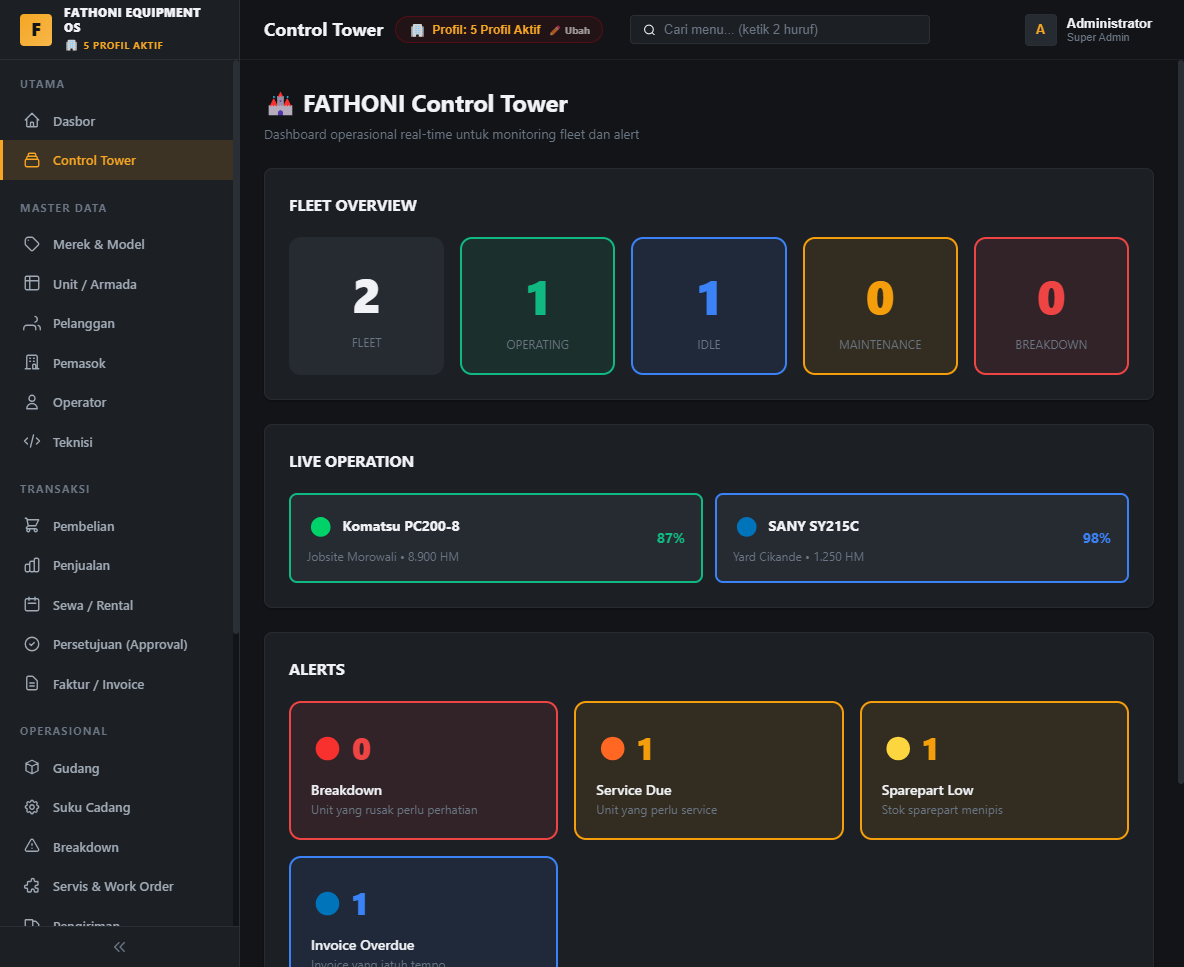 F
FATHONI EQUIPMENT
OS
5 PROFIL AKTIF
Control Tower
Profil: 5 Profil Aktif
Ubah
Cari menu... (ketik 2 huruf)
A
Administrator
Super Admin
UTAMA
Dasbor
Control Tower
MASTER DATA
Merek & Model
Unit / Armada
Pelanggan
Pemasok
Operator
Teknisi
TRANSAKSI
Pembelian
Penjualan
Sewa / Rental
Persetujuan (Approval)
Faktur / Invoice
OPERASIONAL
Gudang
Suku Cadang
Breakdown
Servis & Work Order
Pengiriman
FATHONI Control Tower
Dashboard operasional real-time untuk monitoring fleet dan alert
FLEET OVERVIEW
2
FLEET
1
OPERATING
1
IDLE
0
MAINTENANCE
0
BREAKDOWN
LIVE OPERATION
Komatsu PC200-8
Jobsite Morowali • 8.900 HM
87%
SANY SY215C
Yard Cikande • 1.250 HM
98%
ALERTS
0
Breakdown
Unit yang rusak perlu perhatian
1
Service Due
Unit yang perlu service
1
Sparepart Low
Stok sparepart menipis
1
Invoice Overdue
Invoice yang jatuh tempo